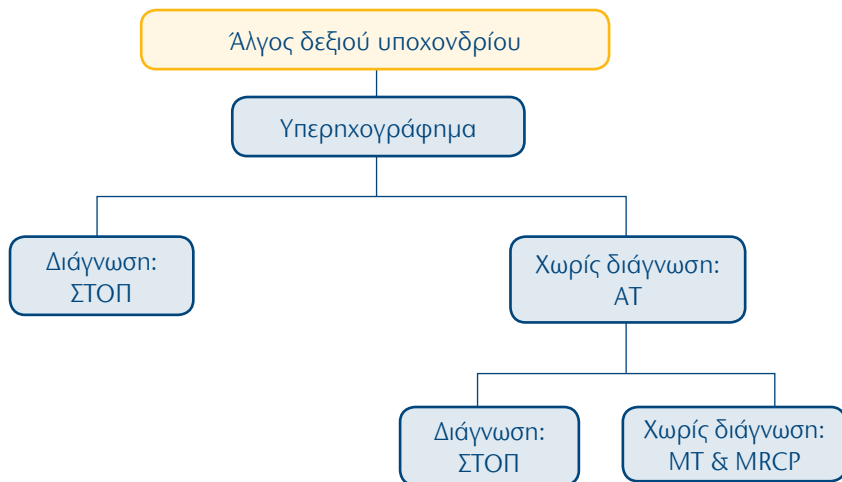 Άλγος δεξιού υποχονδρίου
Υπερηχογράφημα
Διάγνωση:
ΣΤΟΠ
Χωρίς διάγνωση:
ΑΤ
Διάγνωση:
ΣΤΟΠ
Χωρίς διάγνωση:
ΜΤ & MRCP